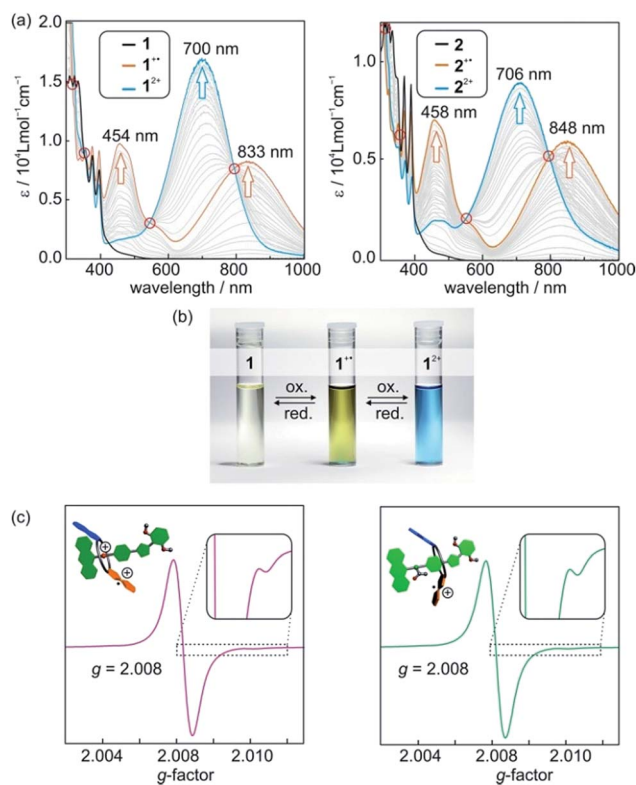 (a)
2.0
1.5
1.0
0.5
0.0
ε / 10⁴Lmol⁻¹cm⁻¹
1
1⁺•
1²⁺
700 nm
454 nm
833 nm
400 600 800 1000
wavelength / nm
1.0
0.5
0.0
ε / 10⁴Lmol⁻¹cm⁻¹
2
2⁺•
2²⁺
706 nm
458 nm
848 nm
400 600 800 1000
wavelength / nm
(b)
1 1⁺• 1²⁺
ox. ox.
red. red.
(c)
g = 2.008
2.004 2.008 2.010
g-factor
g = 2.008
2.004 2.008 2.010
g-factor